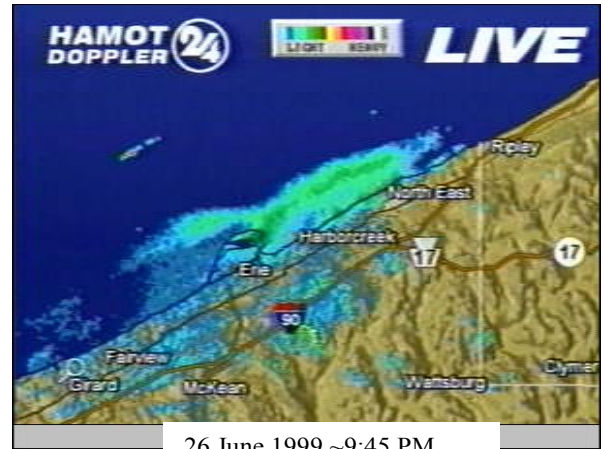 HAMOT
DOPPLER 24
LIGHT HEAVY
LIVE
Ripley
North East
Harborcreek
17
17
Erie
90
Fairview
Girard
McKean
Wattsburg
Clymer
26 June 1999 ~9:45 PM